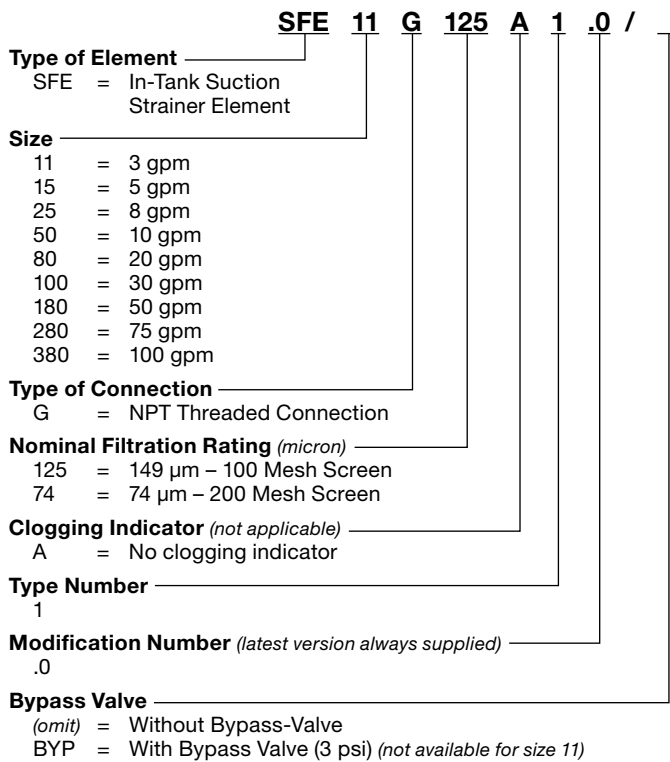 SFE 11 G 125 A 1 .0 /
Type of Element
SFE = In-Tank Suction
Strainer Element
Size
11 = 3 gpm
15 = 5 gpm
25 = 8 gpm
50 = 10 gpm
80 = 20 gpm
100 = 30 gpm
180 = 50 gpm
280 = 75 gpm
380 = 100 gpm
Type of Connection
G = NPT Threaded Connection
Nominal Filtration Rating (micron)
125 = 149 µm – 100 Mesh Screen
74 = 74 µm – 200 Mesh Screen
Clogging Indicator (not applicable)
A = No clogging indicator
Type Number
1
Modification Number (latest version always supplied)
.0
Bypass Valve
(omit) = Without Bypass-Valve
BYP = With Bypass Valve (3 psi) (not available for size 11)